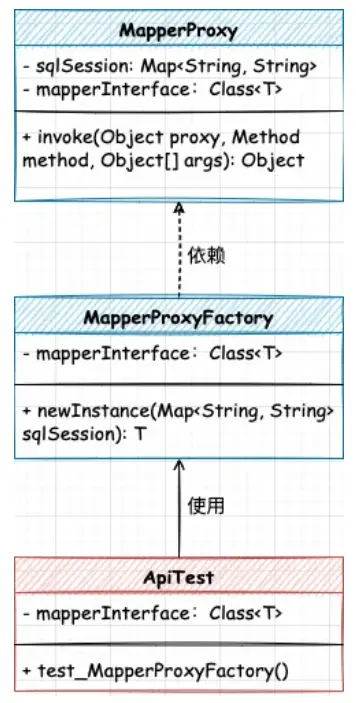 MapperProxy
- sqlSession: Map<String, String>
- mapperInterface：Class<T>
+ invoke(Object proxy, Method
method, Object[] args): Object
依赖
MapperProxyFactory
- mapperInterface：Class<T>
+ newInstance(Map<String, String>
sqlSession): T
使用
ApiTest
- mapperInterface：Class<T>
+ test_MapperProxyFactory()